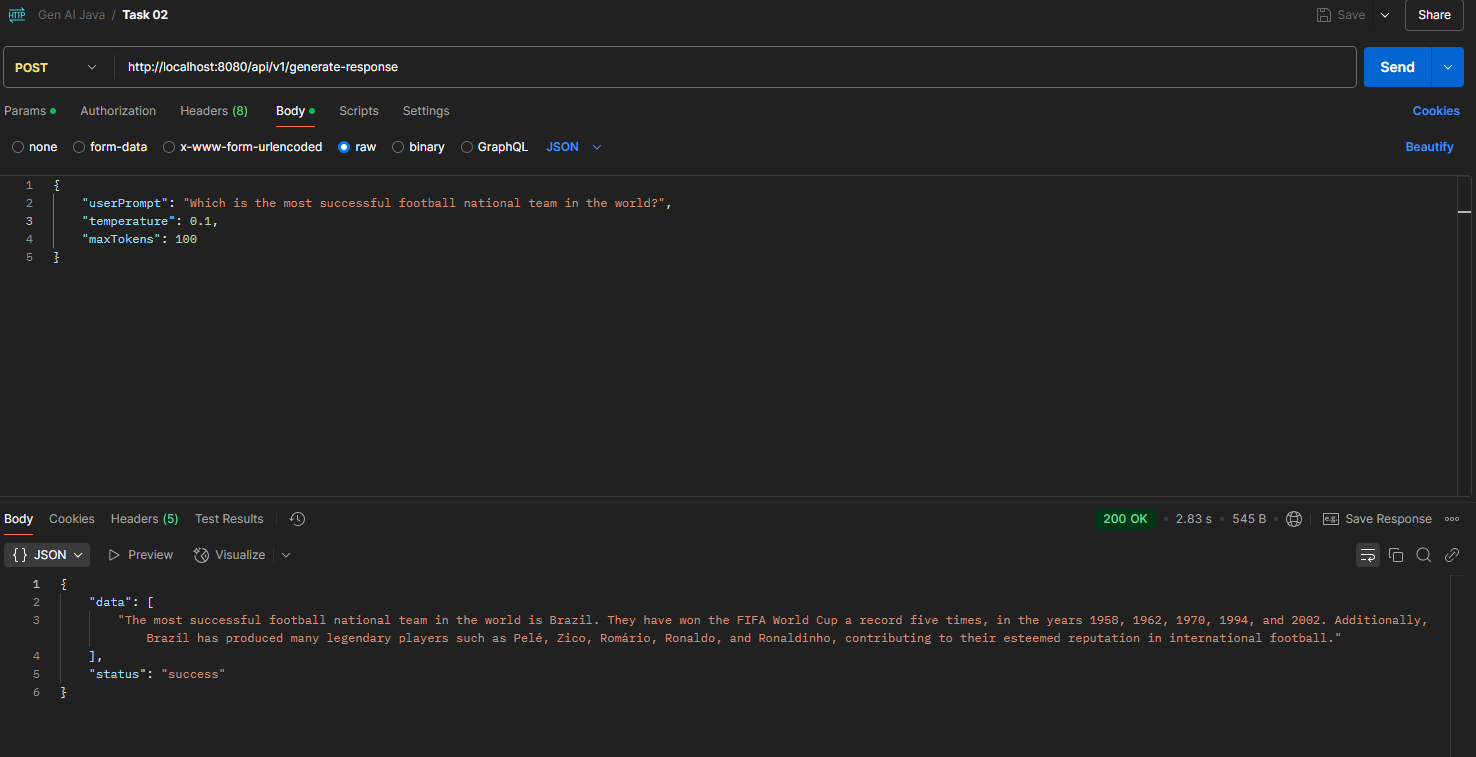 HTTP Gen AI Java / Task 02 Save Share
POST http://localhost:8080/api/v1/generate-response Send
Params Authorization Headers (8) Body Scripts Settings Cookies
none form-data x-www-form-urlencoded raw binary GraphQL JSON Beautify
1 {
2 "userPrompt": "Which is the most successful football national team in the world?",
3 "temperature": 0.1,
4 "maxTokens": 100
5 }
Body Cookies Headers (5) Test Results 200 OK • 2.83 s • 545 B • e.g. Save Response
{} JSON Preview Visualize
1 {
2 "data": [
3 "The most successful football national team in the world is Brazil. They have won the FIFA World Cup a record five times, in the years 1958, 1962, 1970, 1994, and 2002. Additionally,
Brazil has produced many legendary players such as Pelé, Zico, Romário, Ronaldo, and Ronaldinho, contributing to their esteemed reputation in international football."
4 ],
5 "status": "success"
6 }